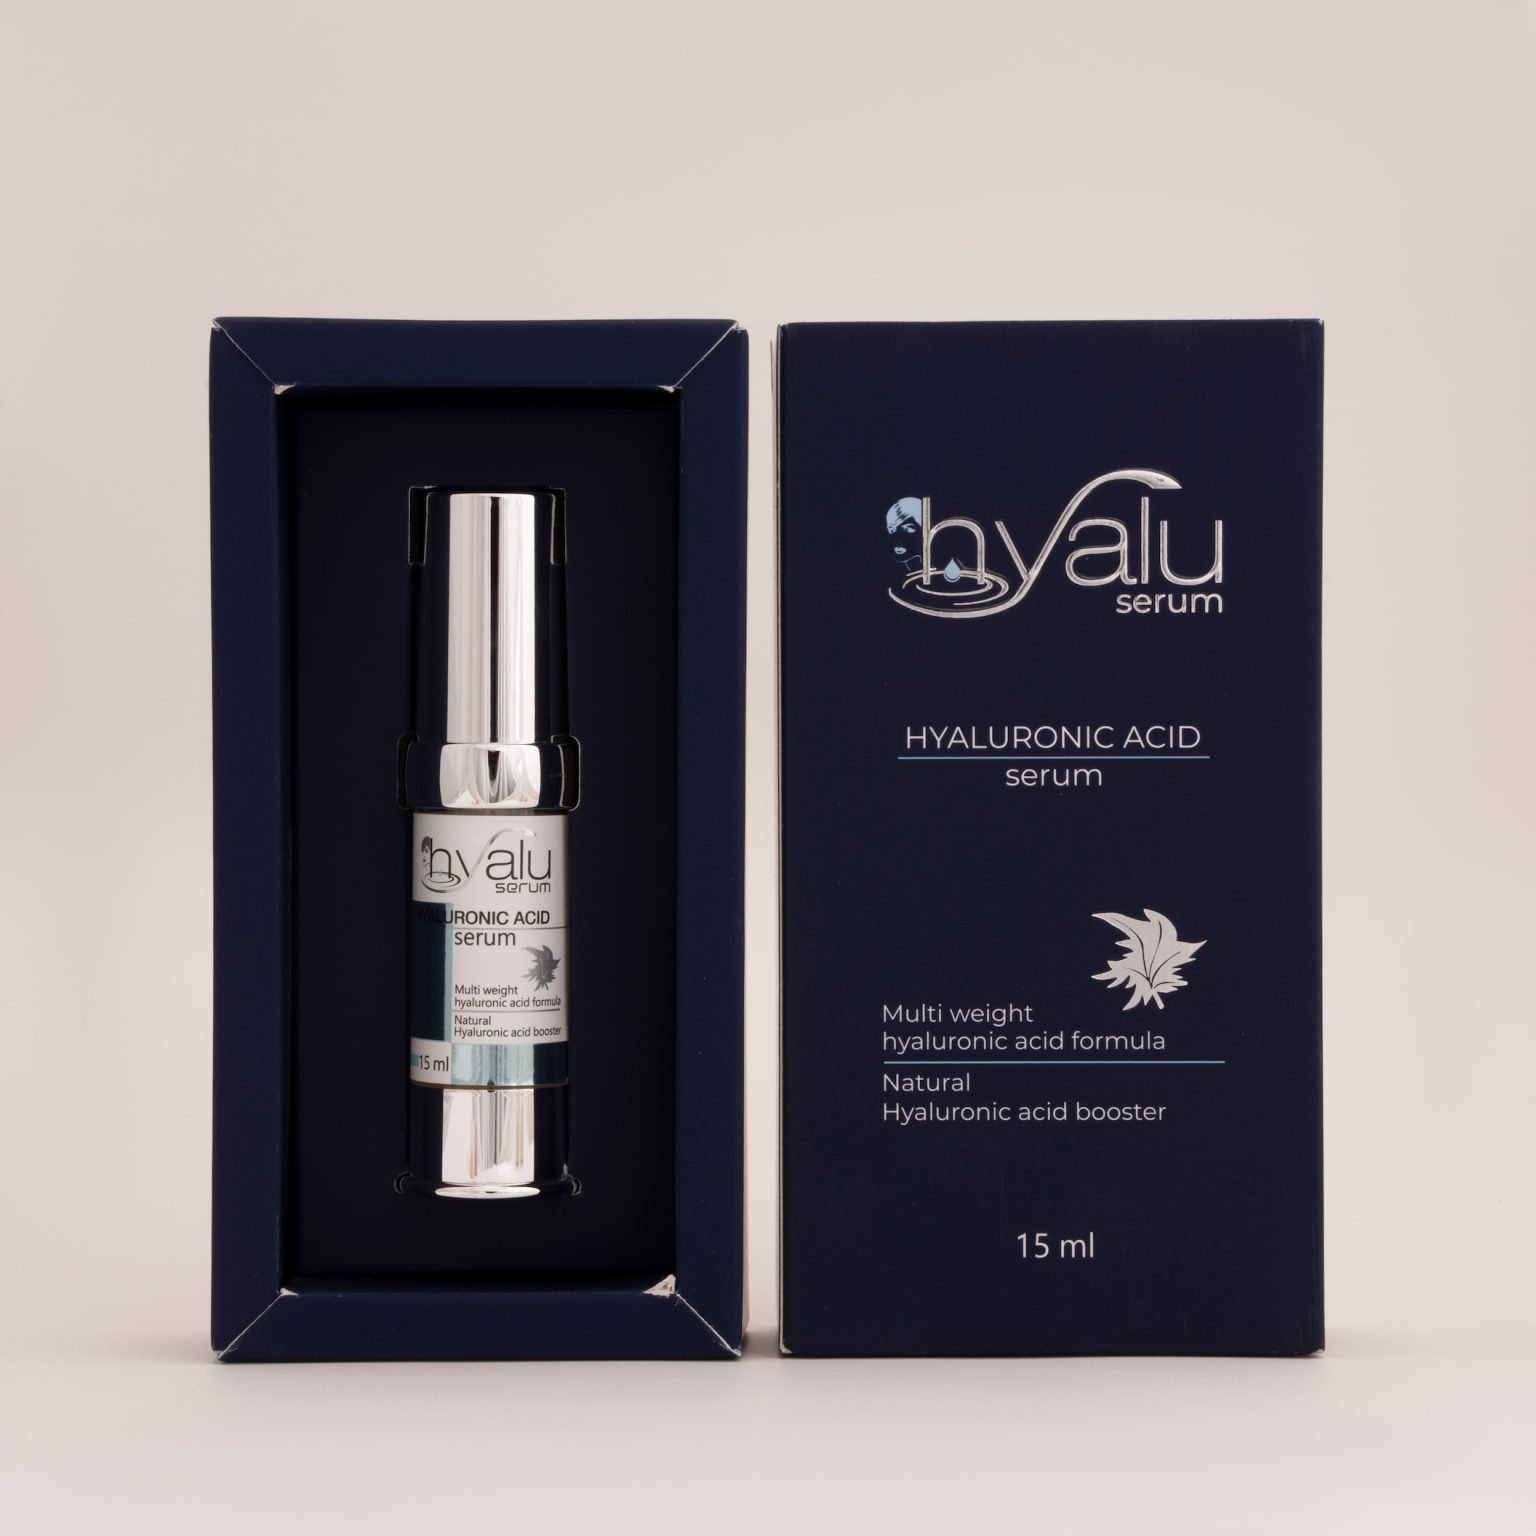 hyalu
serum
HYALURONIC ACID
serum
Multi weight
hyaluronic acid formula
Natural
Hyaluronic acid booster
15 ml
hyalu
serum
HYALURONIC ACID
serum
Multi weight
hyaluronic acid formula
Natural
Hyaluronic acid booster
15 ml